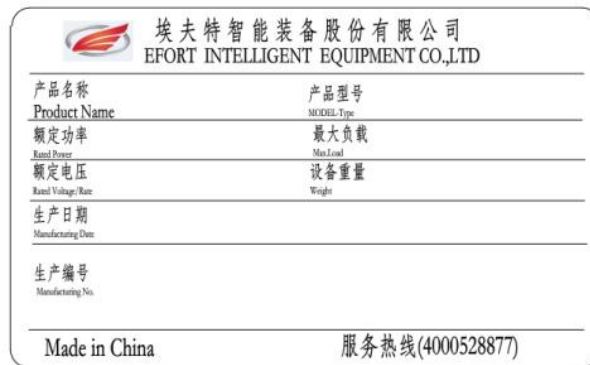 埃夫特智能装备股份有限公司
EFORT INTELLIGENT EQUIPMENT CO.,LTD
产品名称 产品型号
Product Name MODEL-Type
额定功率 最大负载
Rated Power Max.Load
额定电压 设备重量
Rated Voltage/Rate Weight
生产日期
Manufacturing Date
生产编号
Manufacturing No.
Made in China 服务热线(4000528877)